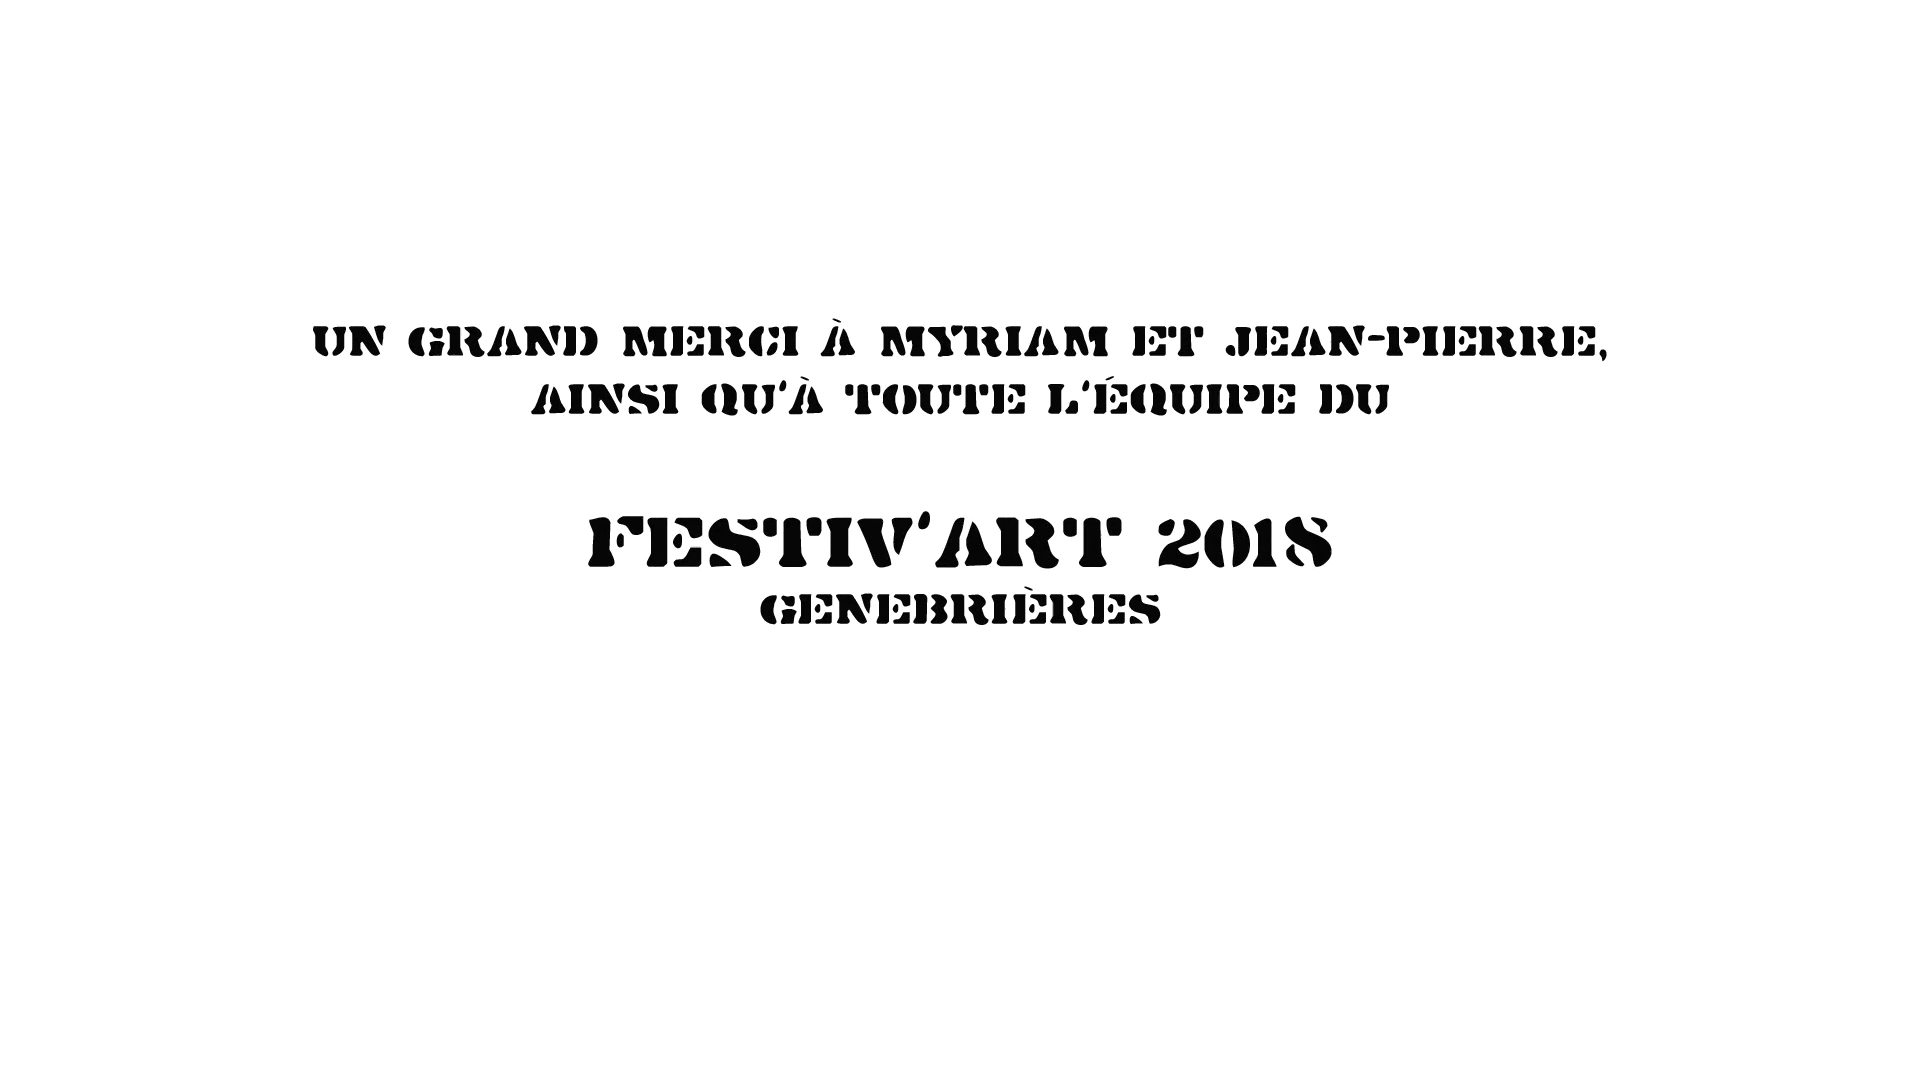 UN GRAND MERCI À MYRIAM ET JEAN-PIERRE,
AINSI QU'À TOUTE L'ÉQUIPE DU
FESTIV'ART 2018
GENEBRIÈRES